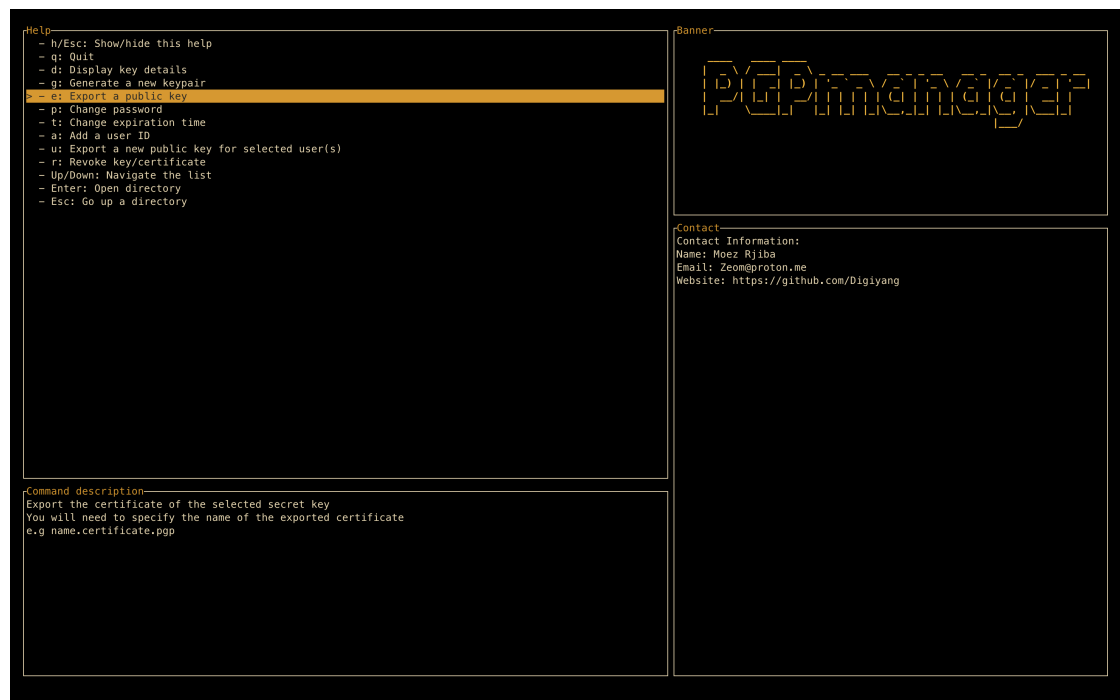 Help
- h/Esc: Show/hide this help
- q: Quit
- d: Display key details
- g: Generate a new keypair
> - e: Export a public key
- p: Change password
- t: Change expiration time
- a: Add a user ID
- u: Export a new public key for selected user(s)
- r: Revoke key/certificate
- Up/Down: Navigate the list
- Enter: Open directory
- Esc: Go up a directory
Command description
Export the certificate of the selected secret key
You will need to specify the name of the exported certificate
e.g name.certificate.pgp
Banner
PGPmanager
Contact
Contact Information:
Name: Moez Rjiba
Email: Zeom@proton.me
Website: https://github.com/Digiyang